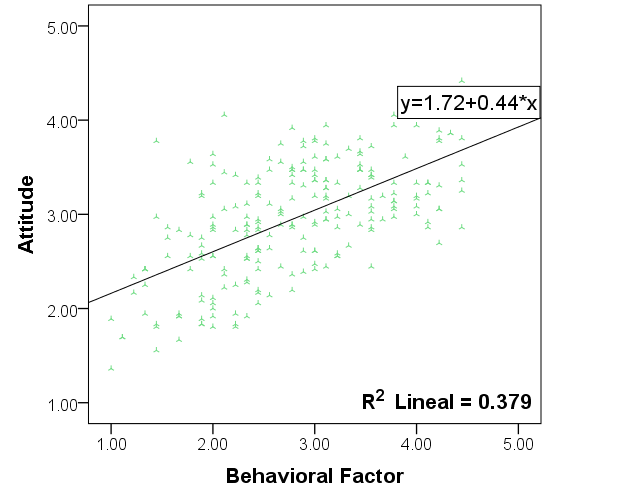 5.00
4.00
3.00
2.00
1.00
Attitude
y=1.72+0.44*x
R2 Lineal = 0.379
1.00 2.00 3.00 4.00 5.00
Behavioral Factor